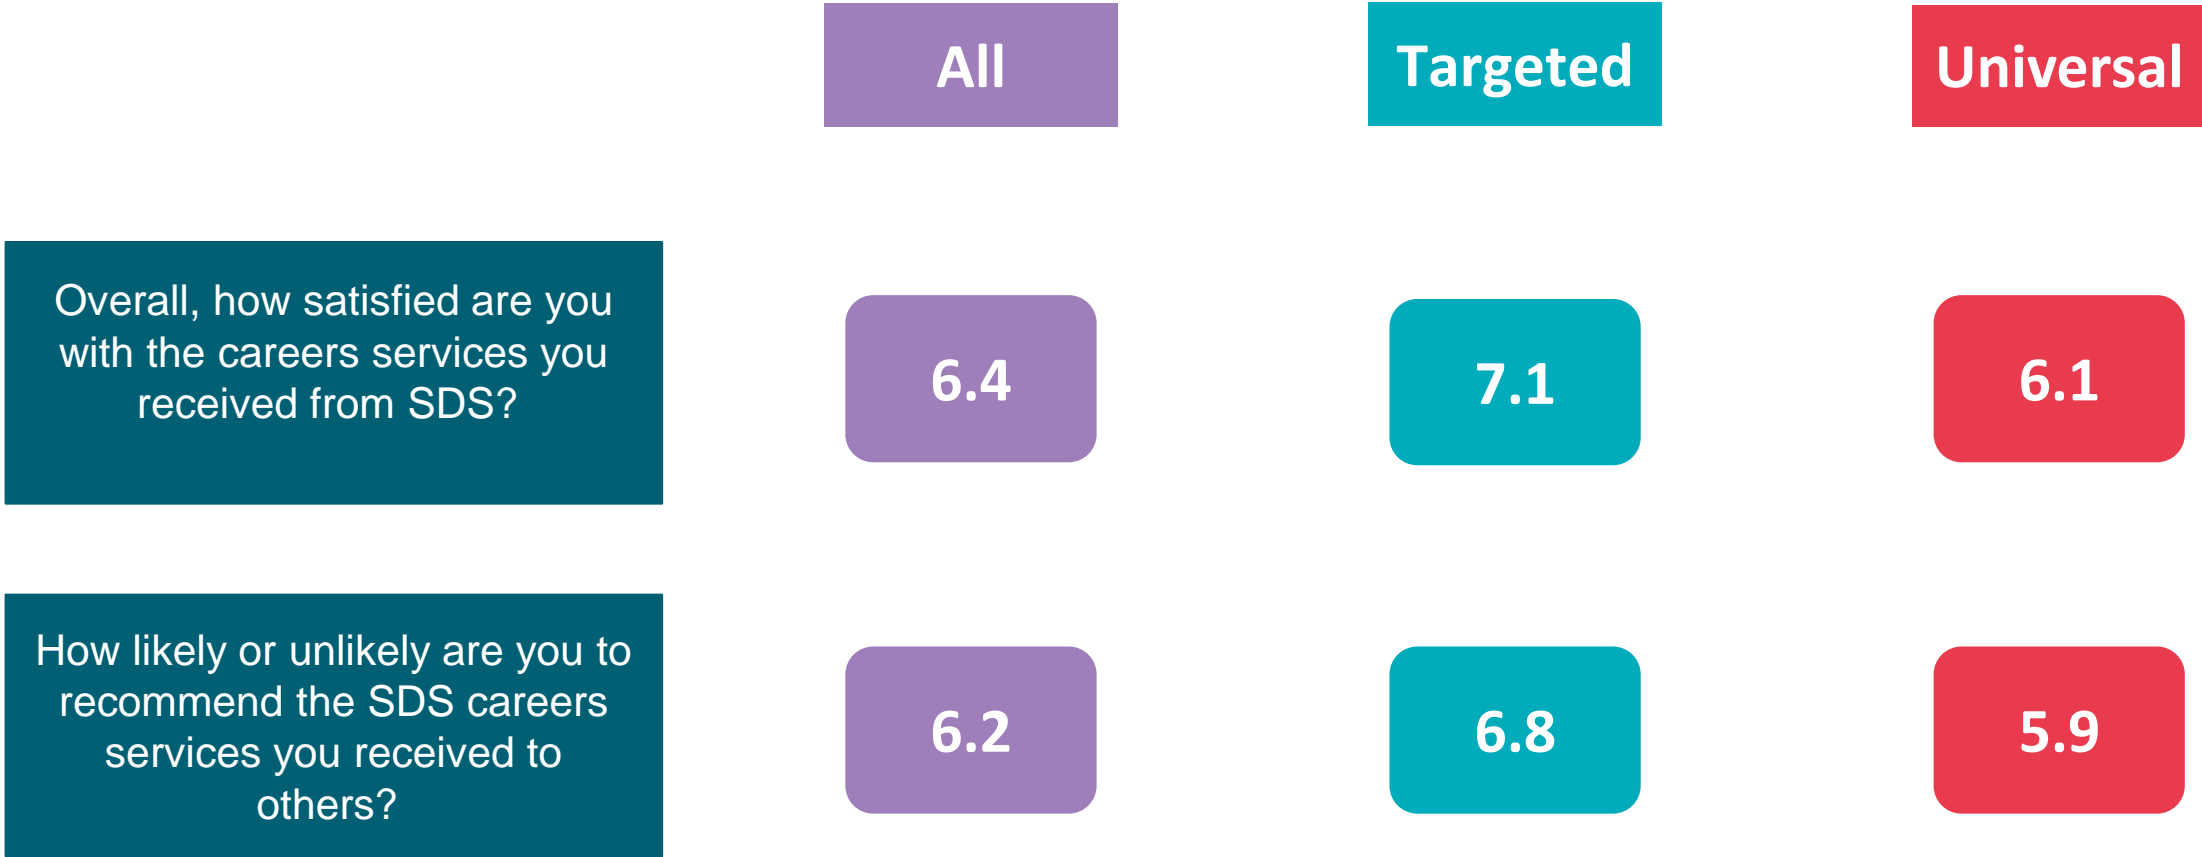 All
Targeted
Universal
Overall, how satisfied are you
with the careers services you
received from SDS?
6.4
7.1
6.1
How likely or unlikely are you to
recommend the SDS careers
services you received to
others?
6.2
6.8
5.9